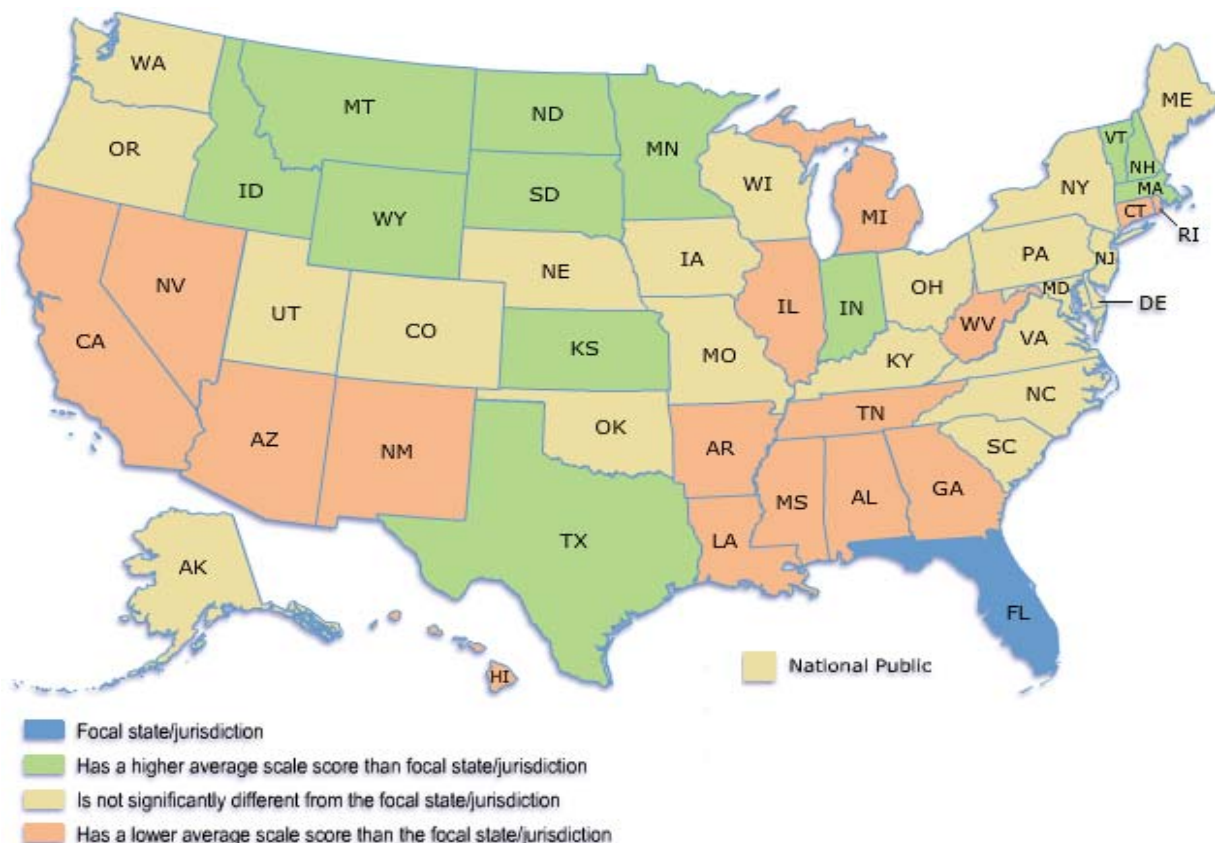 WA
MT
ND
MN
ME
VT
NH
OR
ID
WY
SD
WI
MI
NY
MA
CT
RI
NV
NE
IA
PA
NJ
CA
UT
CO
KS
MO
IL
IN
OH
WV
MD
DE
VA
KY
AZ
NM
OK
AR
TN
NC
SC
TX
LA
MS
AL
GA
AK
HI
FL
National Public
Focal state/jurisdiction
Has a higher average scale score than focal state/jurisdiction
Is not significantly different from the focal state/jurisdiction
Has a lower average scale score than the focal state/jurisdiction